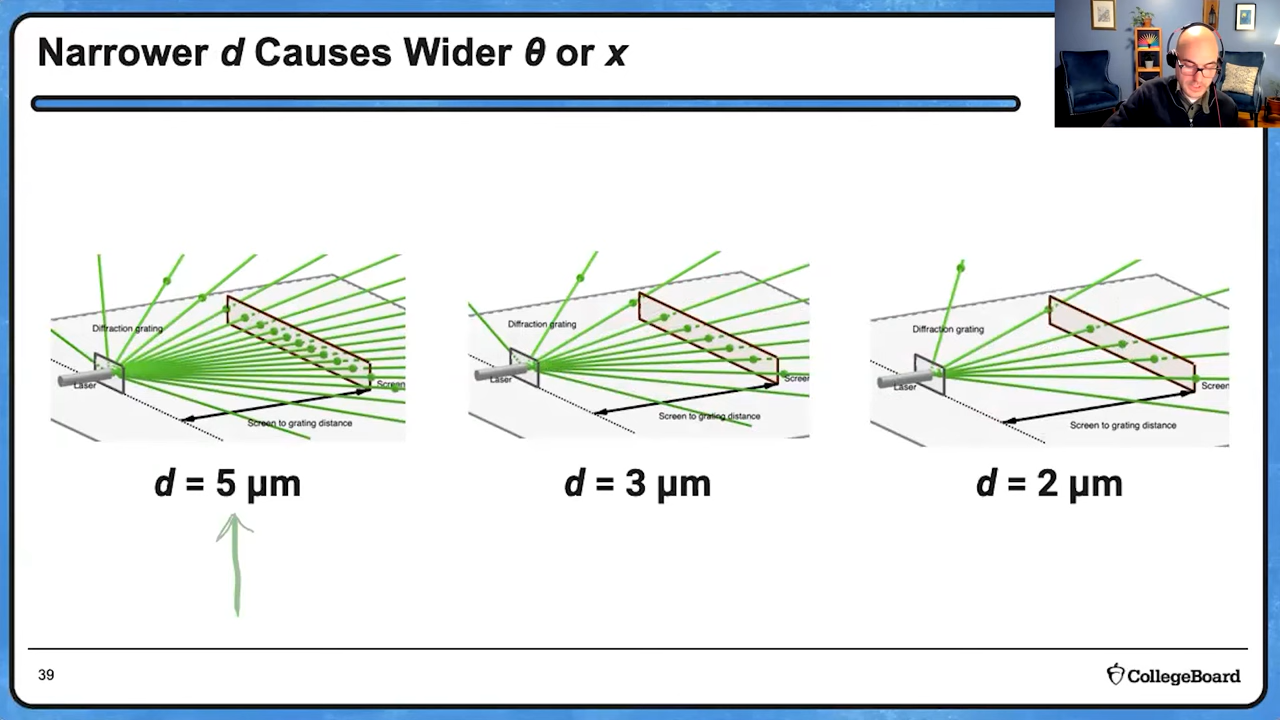 Narrower d Causes Wider θ or x
Diffraction grating
Laser
Screen
Screen to grating distance
d = 5 μm
Diffraction grating
Laser
Screen
Screen to grating distance
d = 3 μm
Diffraction grating
Laser
Screen
Screen to grating distance
d = 2 μm
39
CollegeBoard